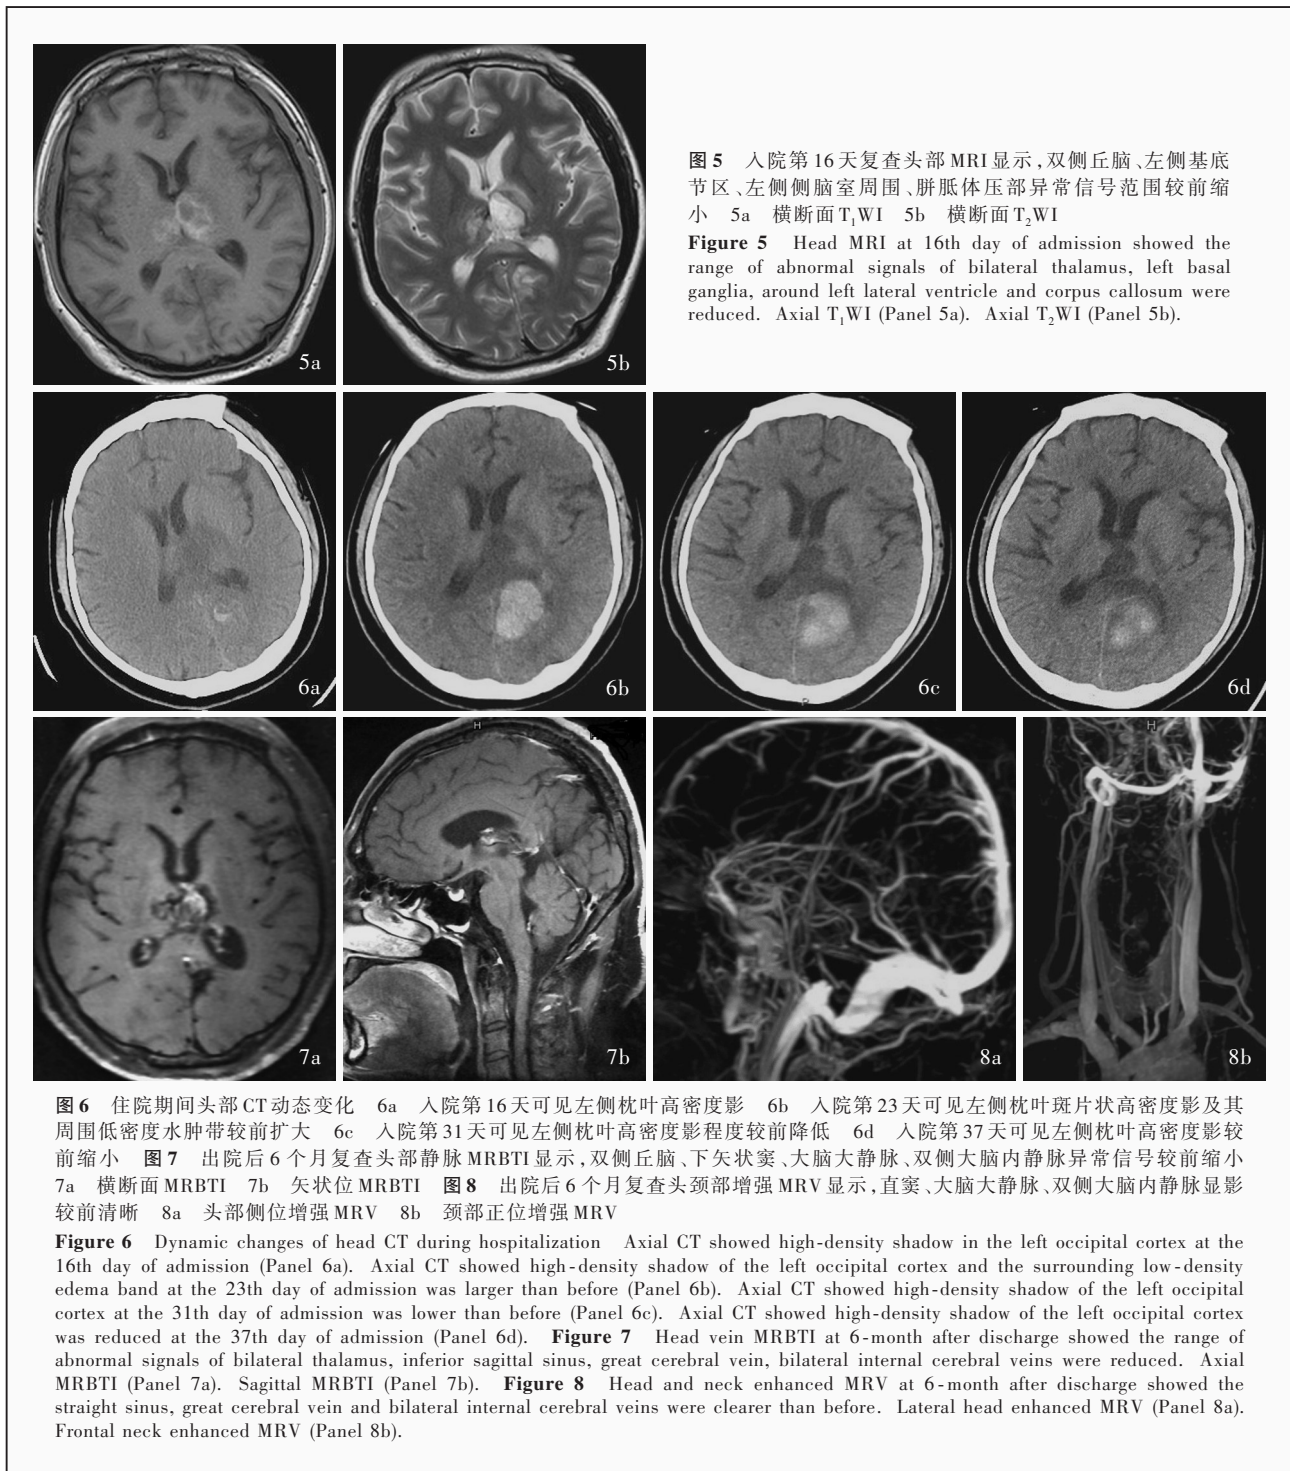 5a
5b
图 5 入院第 16 天复查头部 MRI 显示，双侧丘脑、左侧基底
节区、左侧侧脑室周围、胼胝体压部异常信号范围较前缩
小 5a 横断面 T₁WI 5b 横断面 T₂WI
Figure 5 Head MRI at 16th day of admission showed the
range of abnormal signals of bilateral thalamus, left basal
ganglia, around left lateral ventricle and corpus callosum were
reduced. Axial T₁WI (Panel 5a). Axial T₂WI (Panel 5b).
6a
6b
P
6c
6d
7a
H
7b
8a
H
8b
图 6 住院期间头部 CT 动态变化 6a 入院第 16 天可见左侧枕叶高密度影 6b 入院第 23 天可见左侧枕叶斑片状高密度影及其
周围低密度水肿带较前扩大 6c 入院第 31 天可见左侧枕叶高密度影程度较前降低 6d 入院第 37 天可见左侧枕叶高密度影较
前缩小 图 7 出院后 6 个月复查头部静脉 MRBTI 显示，双侧丘脑、下矢状窦、大脑大静脉、双侧大脑内静脉异常信号较前缩小
7a 横断面 MRBTI 7b 矢状位 MRBTI 图 8 出院后 6 个月复查头颈部增强 MRV 显示，直窦、大脑大静脉、双侧大脑内静脉显影
较前清晰 8a 头部侧位增强 MRV 8b 颈部正位增强 MRV
Figure 6 Dynamic changes of head CT during hospitalization Axial CT showed high-density shadow in the left occipital cortex at the
16th day of admission (Panel 6a). Axial CT showed high-density shadow of the left occipital cortex and the surrounding low-density
edema band at the 23th day of admission was larger than before (Panel 6b). Axial CT showed high-density shadow of the left occipital
cortex at the 31th day of admission was lower than before (Panel 6c). Axial CT showed high-density shadow of the left occipital cortex
was reduced at the 37th day of admission (Panel 6d). Figure 7 Head vein MRBTI at 6-month after discharge showed the range of
abnormal signals of bilateral thalamus, inferior sagittal sinus, great cerebral vein, bilateral internal cerebral veins were reduced. Axial
MRBTI (Panel 7a). Sagittal MRBTI (Panel 7b). Figure 8 Head and neck enhanced MRV at 6-month after discharge showed the
straight sinus, great cerebral vein and bilateral internal cerebral veins were clearer than before. Lateral head enhanced MRV (Panel 8a).
Frontal neck enhanced MRV (Panel 8b).